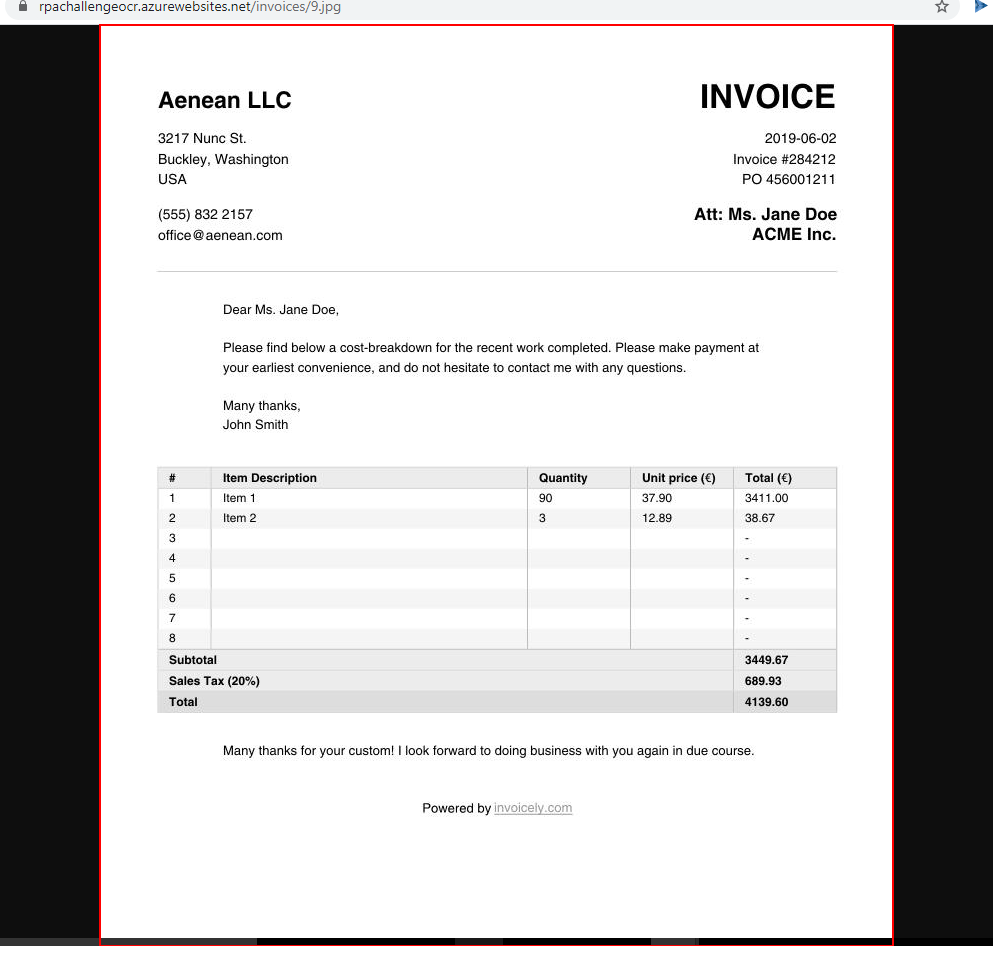 rpachallengeocr.azurewebsites.net/invoices/9.jpg
Aenean LLC
INVOICE
3217 Nunc St.
2019-06-02
Buckley, Washington
Invoice #284212
USA
PO 456001211
(555) 832 2157
Att: Ms. Jane Doe
office@aenean.com
ACME Inc.
Dear Ms. Jane Doe,
Please find below a cost-breakdown for the recent work completed. Please make payment at
your earliest convenience, and do not hesitate to contact me with any questions.
Many thanks,
John Smith
# Item Description Quantity Unit price (€) Total (€)
1 Item 1 90 37.90 3411.00
2 Item 2 3 12.89 38.67
3 -
4 -
5 -
6 -
7 -
8 -
Subtotal 3449.67
Sales Tax (20%) 689.93
Total 4139.60
Many thanks for your custom! I look forward to doing business with you again in due course.
Powered by invoicely.com